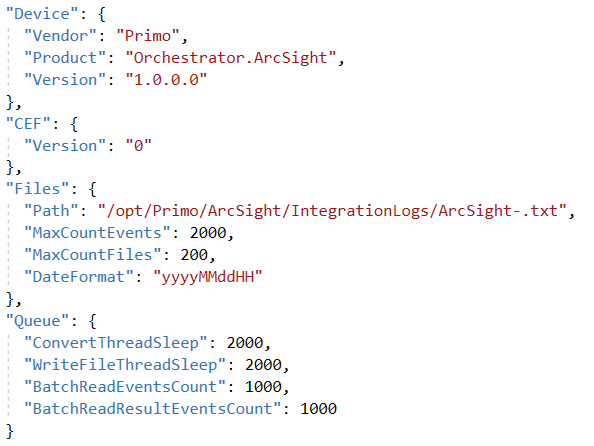 "Device": {
"Vendor": "Primo",
"Product": "Orchestrator.ArcSight",
"Version": "1.0.0.0"
},
"CEF": {
"Version": "0"
},
"Files": {
"Path": "/opt/Primo/ArcSight/IntegrationLogs/ArcSight-.txt",
"MaxCountEvents": 2000,
"MaxCountFiles": 200,
"DateFormat": "yyyyMMddHH"
},
"Queue": {
"ConvertThreadSleep": 2000,
"WriteFileThreadSleep": 2000,
"BatchReadEventsCount": 1000,
"BatchReadResultEventsCount": 1000
}